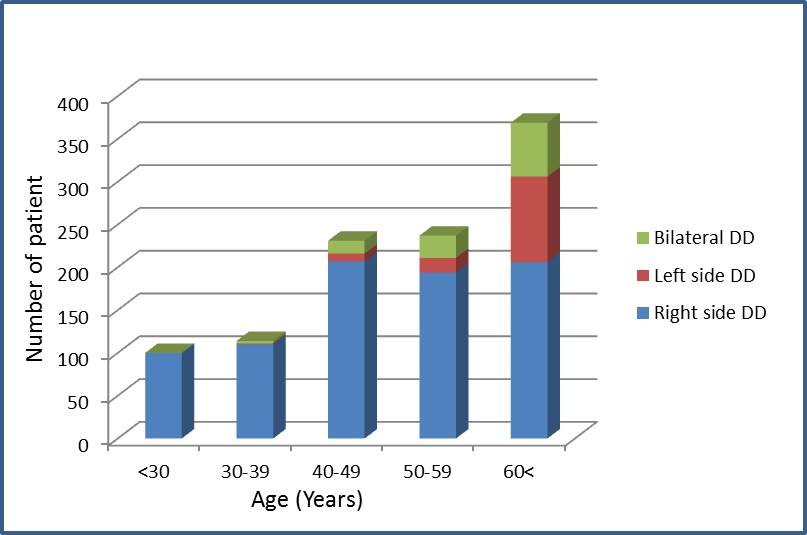 400
350
300
250
200
150
100
50
0
Number of patient
<30 30-39 40-49 50-59 60<
Age (Years)
Bilateral DD
Left side DD
Right side DD